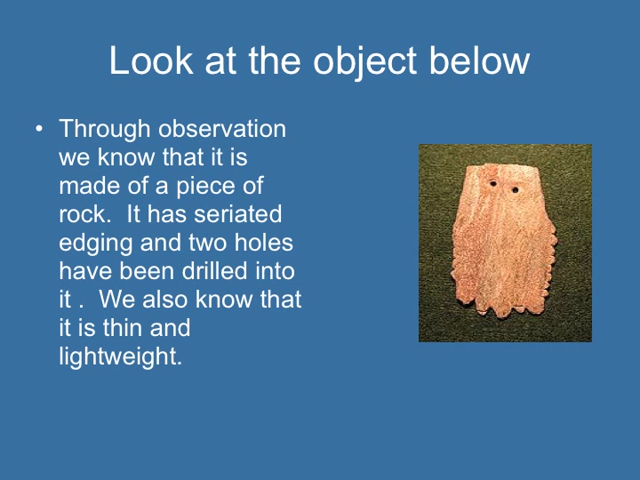 Look at the object below
• Through observation
we know that it is
made of a piece of
rock.  It has seriated
edging and two holes
have been drilled into
it .  We also know that
it is thin and
lightweight.